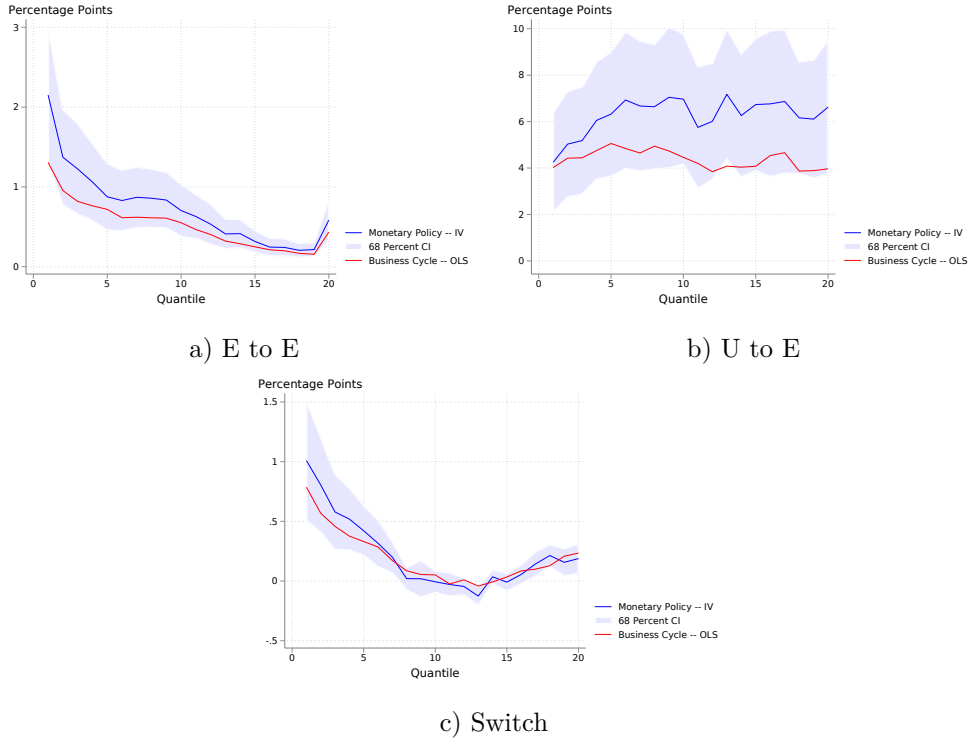 Percentage Points
3
2
1
0
0 5 10 15 20
Quantile
Monetary Policy -- IV
68 Percent CI
Business Cycle -- OLS
a) E to E
Percentage Points
10
8
6
4
2
0
0 5 10 15 20
Quantile
Monetary Policy -- IV
68 Percent CI
Business Cycle -- OLS
b) U to E
Percentage Points
1.5
1
.5
0
-.5
0 5 10 15 20
Quantile
Monetary Policy -- IV
68 Percent CI
Business Cycle -- OLS
c) Switch